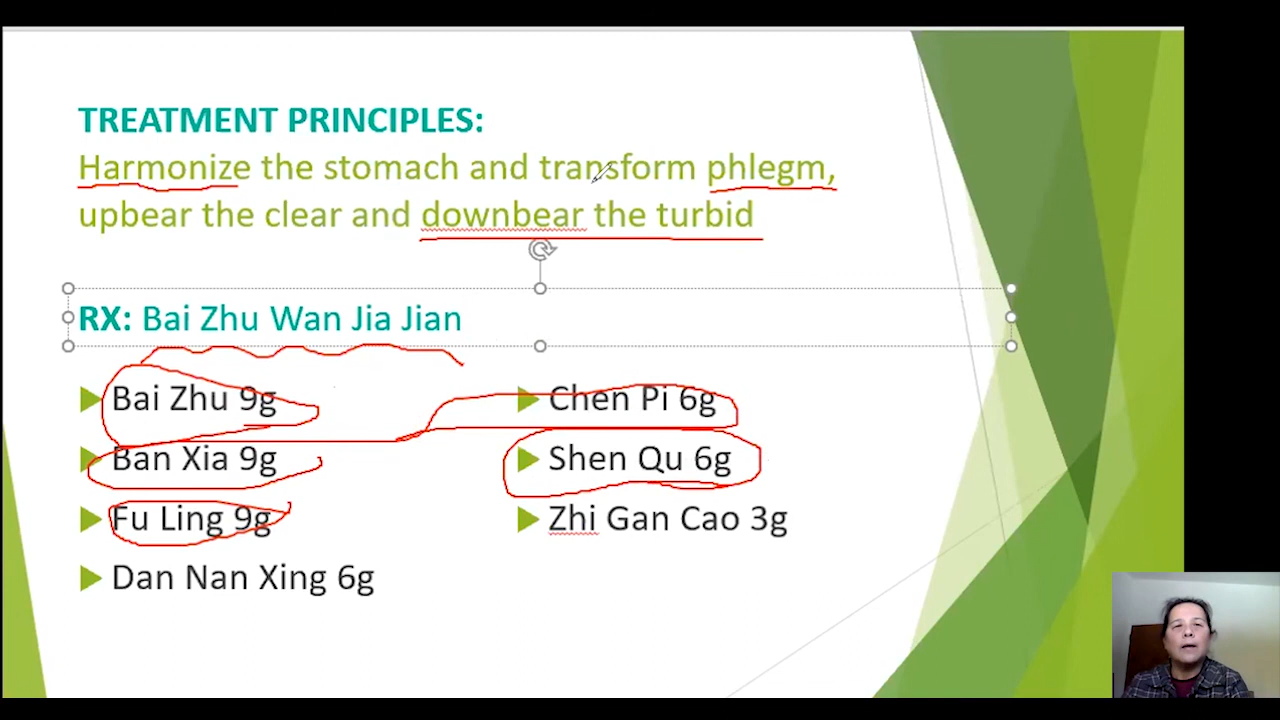 TREATMENT PRINCIPLES:
Harmonize the stomach and transform phlegm,
upbear the clear and downbear the turbid
RX: Bai Zhu Wan Jia Jian
Bai Zhu 9g
Ban Xia 9g
Fu Ling 9g
Dan Nan Xing 6g
Chen Pi 6g
Shen Qu 6g
Zhi Gan Cao 3g